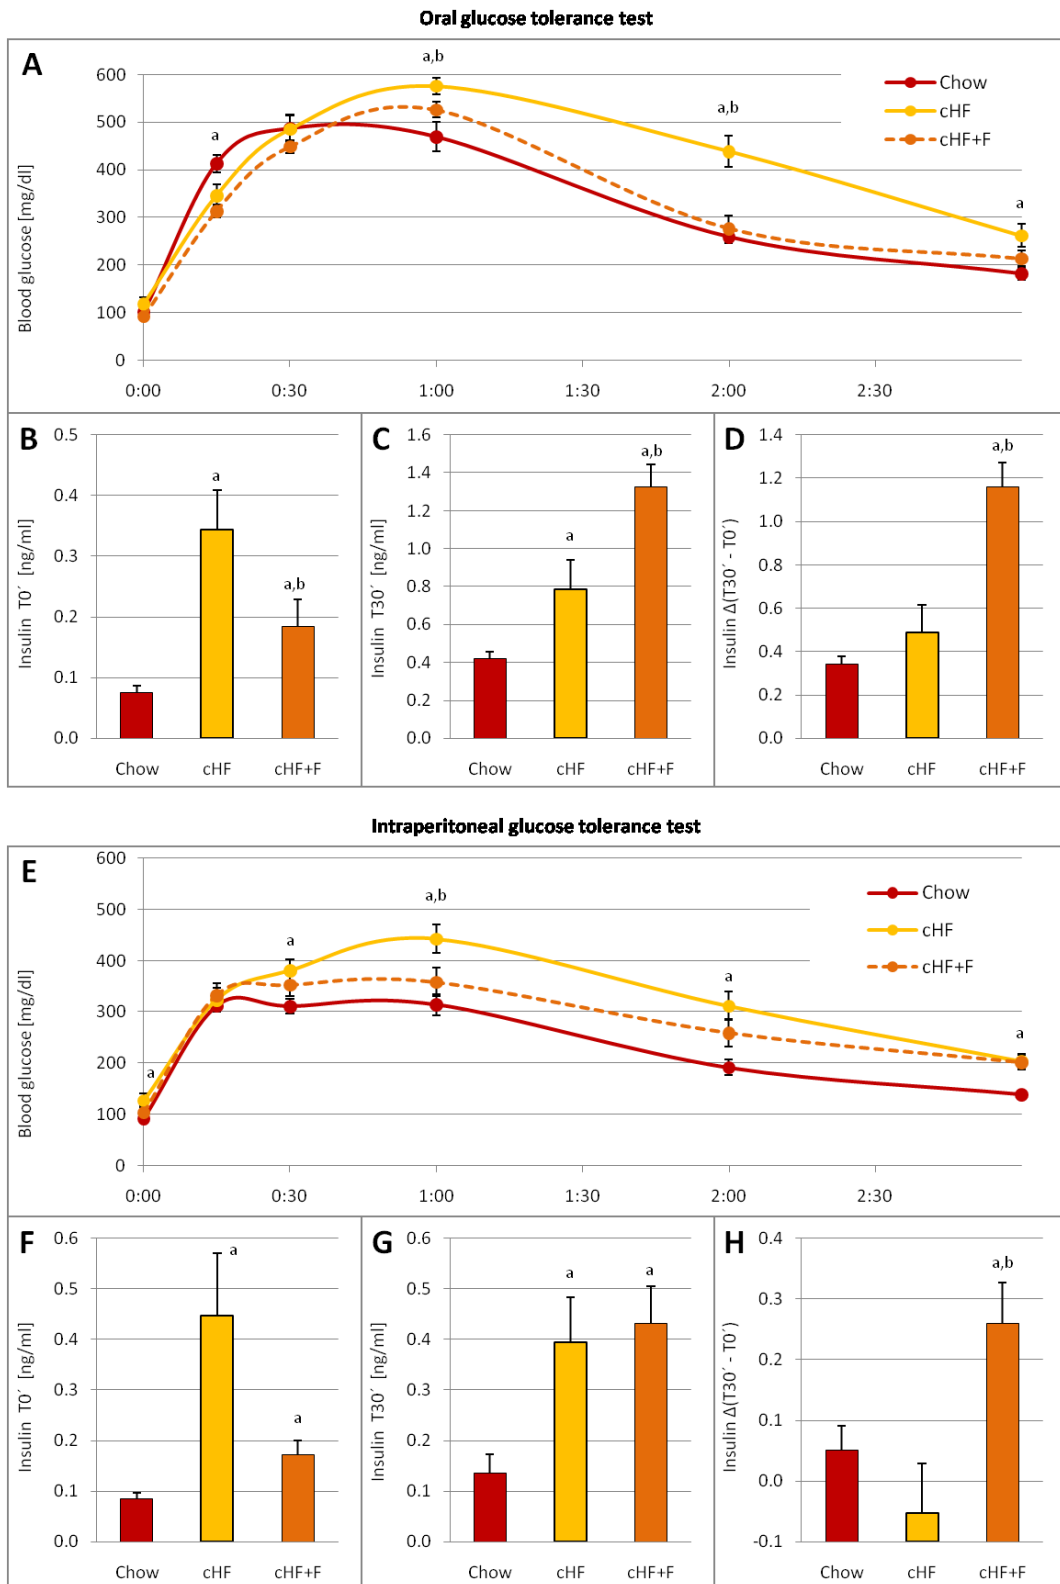 Oral glucose tolerance test
A
Blood glucose [mg/dl]
600
500
400
300
200
100
0
0:00
0:30
1:00
1:30
2:00
2:30
a
a,b
a,b
a
Chow
cHF
cHF+F
B
Insulin T0´ [ng/ml]
0.5
0.4
0.3
0.2
0.1
0.0
a
a,b
Chow
cHF
cHF+F
C
Insulin T30´ [ng/ml]
1.6
1.4
1.2
1.0
0.8
0.6
0.4
0.2
0.0
a
a,b
Chow
cHF
cHF+F
D
Insulin Δ(T30´ - T0´)
1.4
1.2
1.0
0.8
0.6
0.4
0.2
0.0
a,b
Chow
cHF
cHF+F
Intraperitoneal glucose tolerance test
E
Blood glucose [mg/dl]
600
500
400
300
200
100
0
0:00
0:30
1:00
1:30
2:00
2:30
a
a
a,b
a
a
Chow
cHF
cHF+F
F
Insulin T0´ [ng/ml]
0.6
0.5
0.4
0.3
0.2
0.1
0.0
a
a
Chow
cHF
cHF+F
G
Insulin T30´ [ng/ml]
0.6
0.5
0.4
0.3
0.2
0.1
0.0
a
a
Chow
cHF
cHF+F
H
Insulin Δ(T30´ - T0´)
0.4
0.3
0.2
0.1
0.0
-0.1
a,b
Chow
cHF
cHF+F